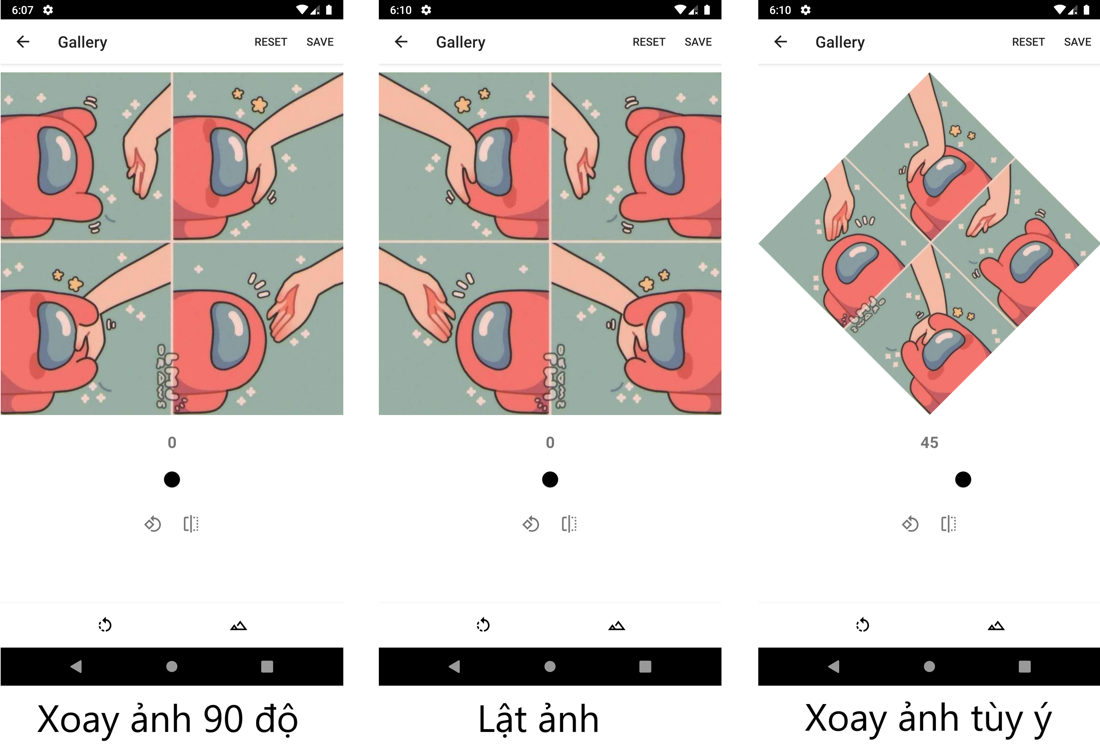 6:07
Gallery
RESET
SAVE
0
Xoay ảnh 90 độ
6:10
Gallery
RESET
SAVE
0
Lật ảnh
6:10
Gallery
RESET
SAVE
45
Xoay ảnh tùy ý